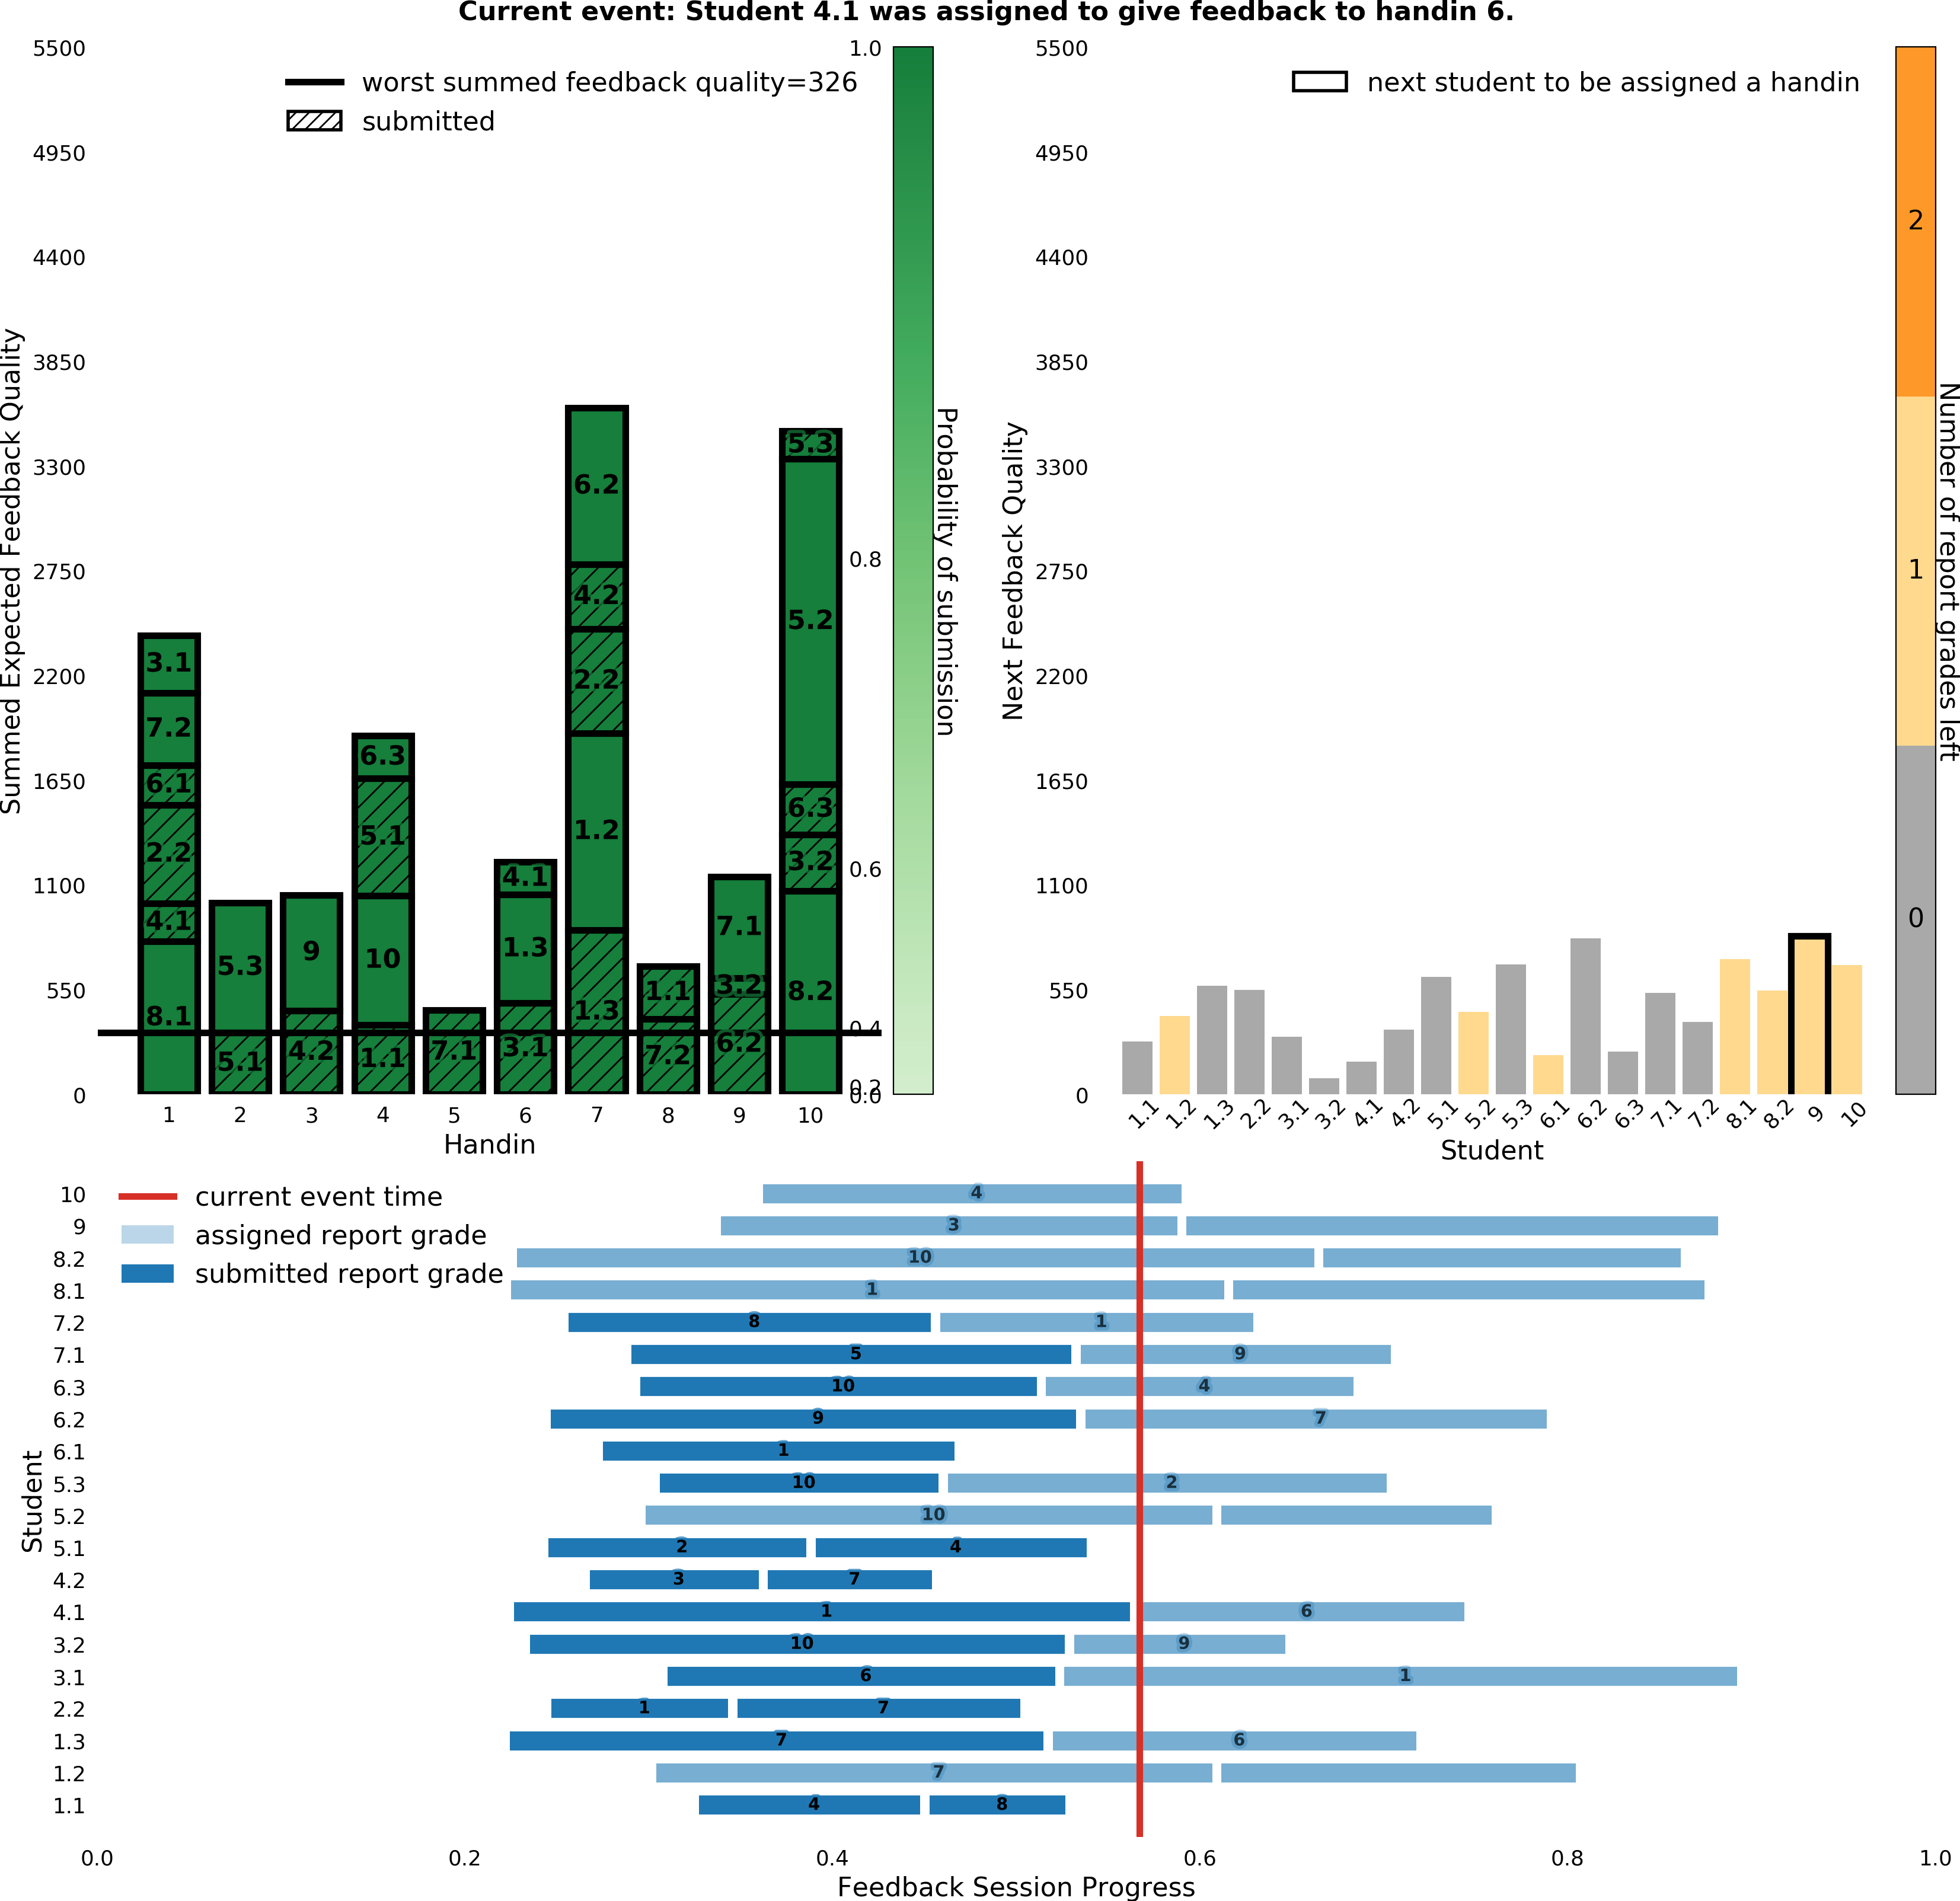 Current event: Student 4.1 was assigned to give feedback to handin 6.
Summed Expected Feedback Quality
5500
4950
4400
3850
3300
2750
2200
1650
1100
550
0
worst summed feedback quality=326
submitted
3.1
7.2
6.1
2.2
4.1
8.1
5.3
5.1
9
4.2
6.3
5.1
10
1.1
7.1
4.1
1.3
3.1
6.2
4.2
2.2
1.2
1.3
1.1
7.2
7.1
3.2
6.2
5.3
5.2
6.3
3.2
8.2
1 2 3 4 5 6 7 8 9 10
Handin
1.0
0.8
0.6
0.4
0.2
0.0
Probability of submission
Next Feedback Quality
5500
4950
4400
3850
3300
2750
2200
1650
1100
550
0
next student to be assigned a handin
1.1 1.2 1.3 2.2 3.1 3.2 4.1 4.2 5.1 5.2 5.3 6.1 6.2 6.3 7.1 7.2 8.1 8.2 9 10
Student
2
1
0
Number of report grades left
current event time
assigned report grade
submitted report grade
Student
10 4
9 3
8.2 10
8.1 1
7.2 8 1
7.1 5 9
6.3 10 4
6.2 9 7
6.1 1
5.3 10 2
5.2 10
5.1 2 4
4.2 3 7
4.1 1 6
3.2 10 9
3.1 6 1
2.2 1 7
1.3 7 6
1.2 7
1.1 4 8
0.0 0.2 0.4 0.6 0.8 1.0
Feedback Session Progress